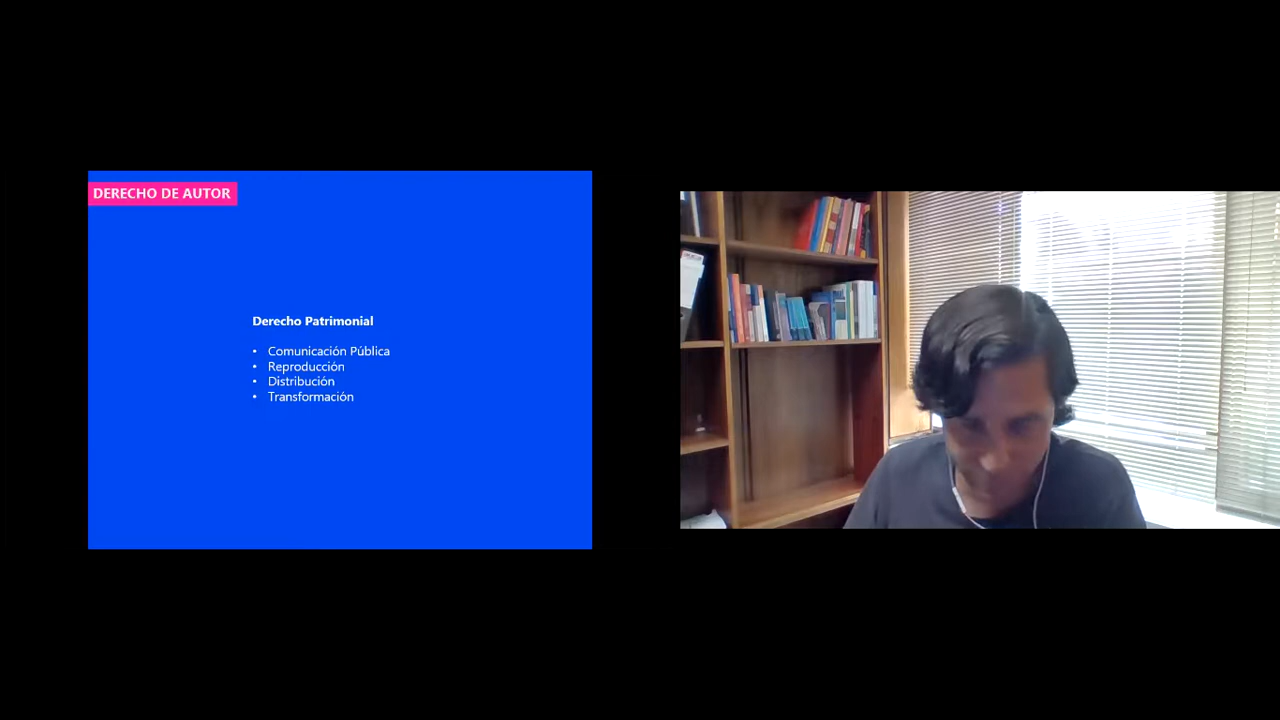 DERECHO DE AUTOR
Derecho Patrimonial
• Comunicación Pública
• Reproducción
• Distribución
• Transformación